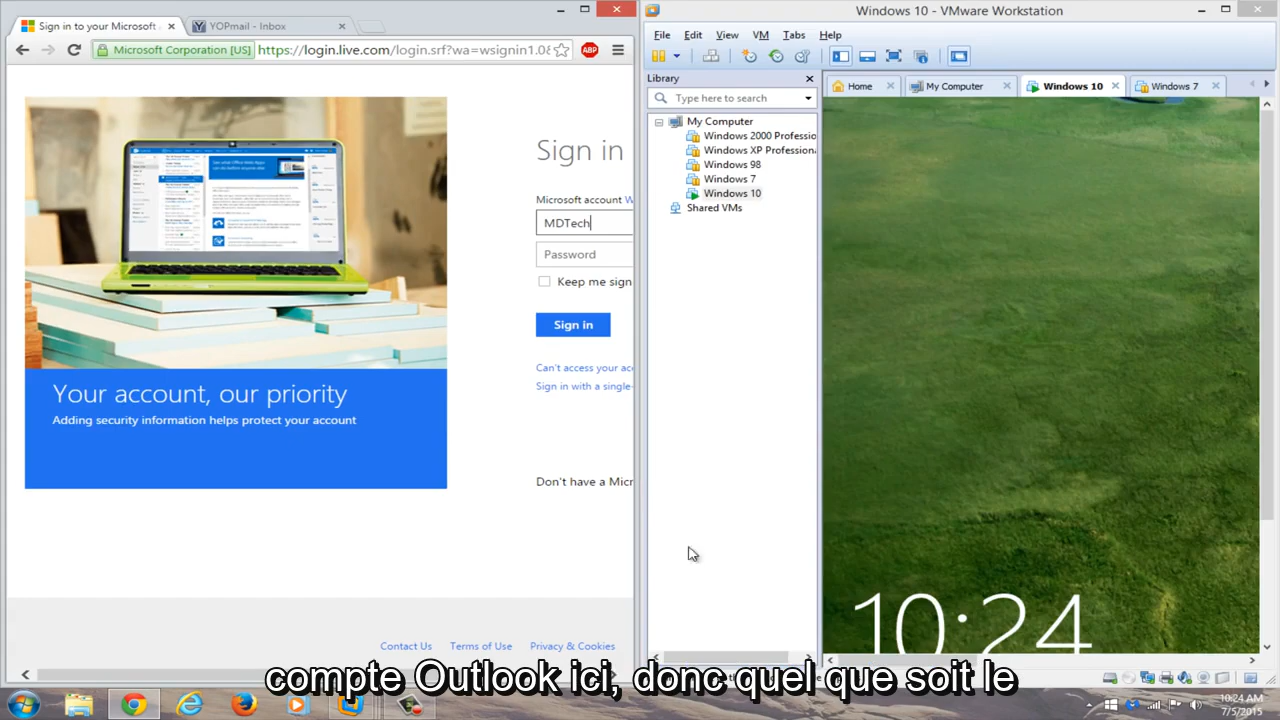 Sign in to your Microsoft
YOPmail - Inbox
Microsoft Corporation [US]
https://login.live.com/login.srf?wa=wsignin1.0&
ABP
Your account, our priority
Adding security information helps protect your account
Sign in
Microsoft account W
MDTech
Password
Keep me sign
Sign in
Can't access your acc
Sign in with a single-
Don't have a Micr
Contact Us
Terms of Use
Privacy & Cookies
Windows 10 - VMware Workstation
File
Edit
View
VM
Tabs
Help
Library
Type here to search
My Computer
Windows 2000 Professio
Windows XP Profession
Windows 98
Windows 7
Windows 10
Shared VMs
Home
My Computer
Windows 10
Windows 7
10:24
compte Outlook ici, donc quel que soit le
10:24 AM
7/5/2015